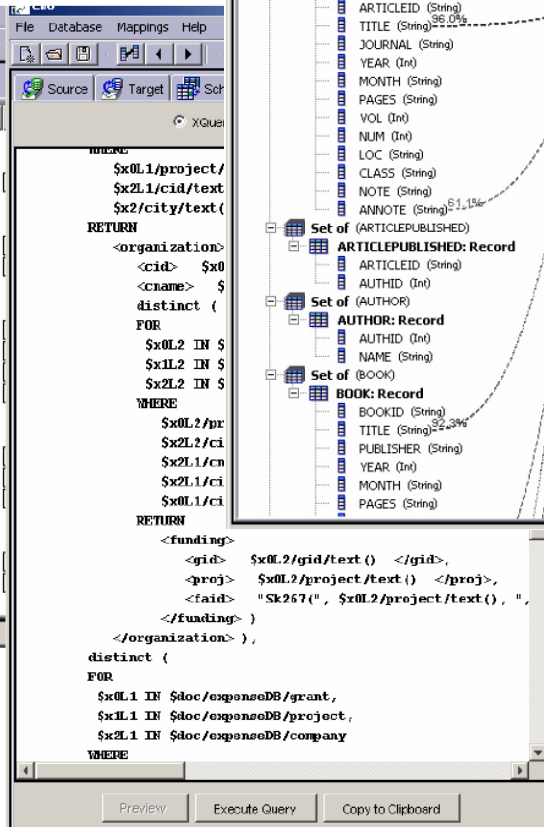 File Database Mappings Help
Source Target Sch
XQue
WHERE
$x0L1/project/
$x2L1/cid/text
$x2/city/text(
RETURN
<organization>
<cid> $x0
<cname> $
distinct (
FOR
$x0L2 IN $
$x1L2 IN $
$x2L2 IN $
WHERE
$x0L2/pr
$x2L2/ci
$x2L1/cn
$x2L1/ci
$x0L1/ci
RETURN
<funding>
<gid> $x0L2/gid/text() </gid>,
<proj> $x0L2/project/text() </proj>,
<faid> "Sk267(", $x0L2/project/text(), ",
</funding> )
</organization> ),
distinct (
FOR
$x0L1 IN $doc/expenseDB/grant,
$x1L1 IN $doc/expenseDB/project,
$x2L1 IN $doc/expenseDB/company
WHERE
Preview Execute Query Copy to Clipboard
ARTICLEID (String)
TITLE (String) 96.0%
JOURNAL (String)
YEAR (Int)
MONTH (String)
PAGES (String)
VOL (Int)
NUM (Int)
LOC (String)
CLASS (String)
NOTE (String)
ANNOTE (String) 61.1%
Set of (ARTICLEPUBLISHED)
ARTICLEPUBLISHED: Record
ARTICLEID (String)
AUTHID (Int)
Set of (AUTHOR)
AUTHOR: Record
AUTHID (Int)
NAME (String)
Set of (BOOK)
BOOK: Record
BOOKID (String)
TITLE (String) 92.3%
PUBLISHER (String)
YEAR (Int)
MONTH (String)
PAGES (String)